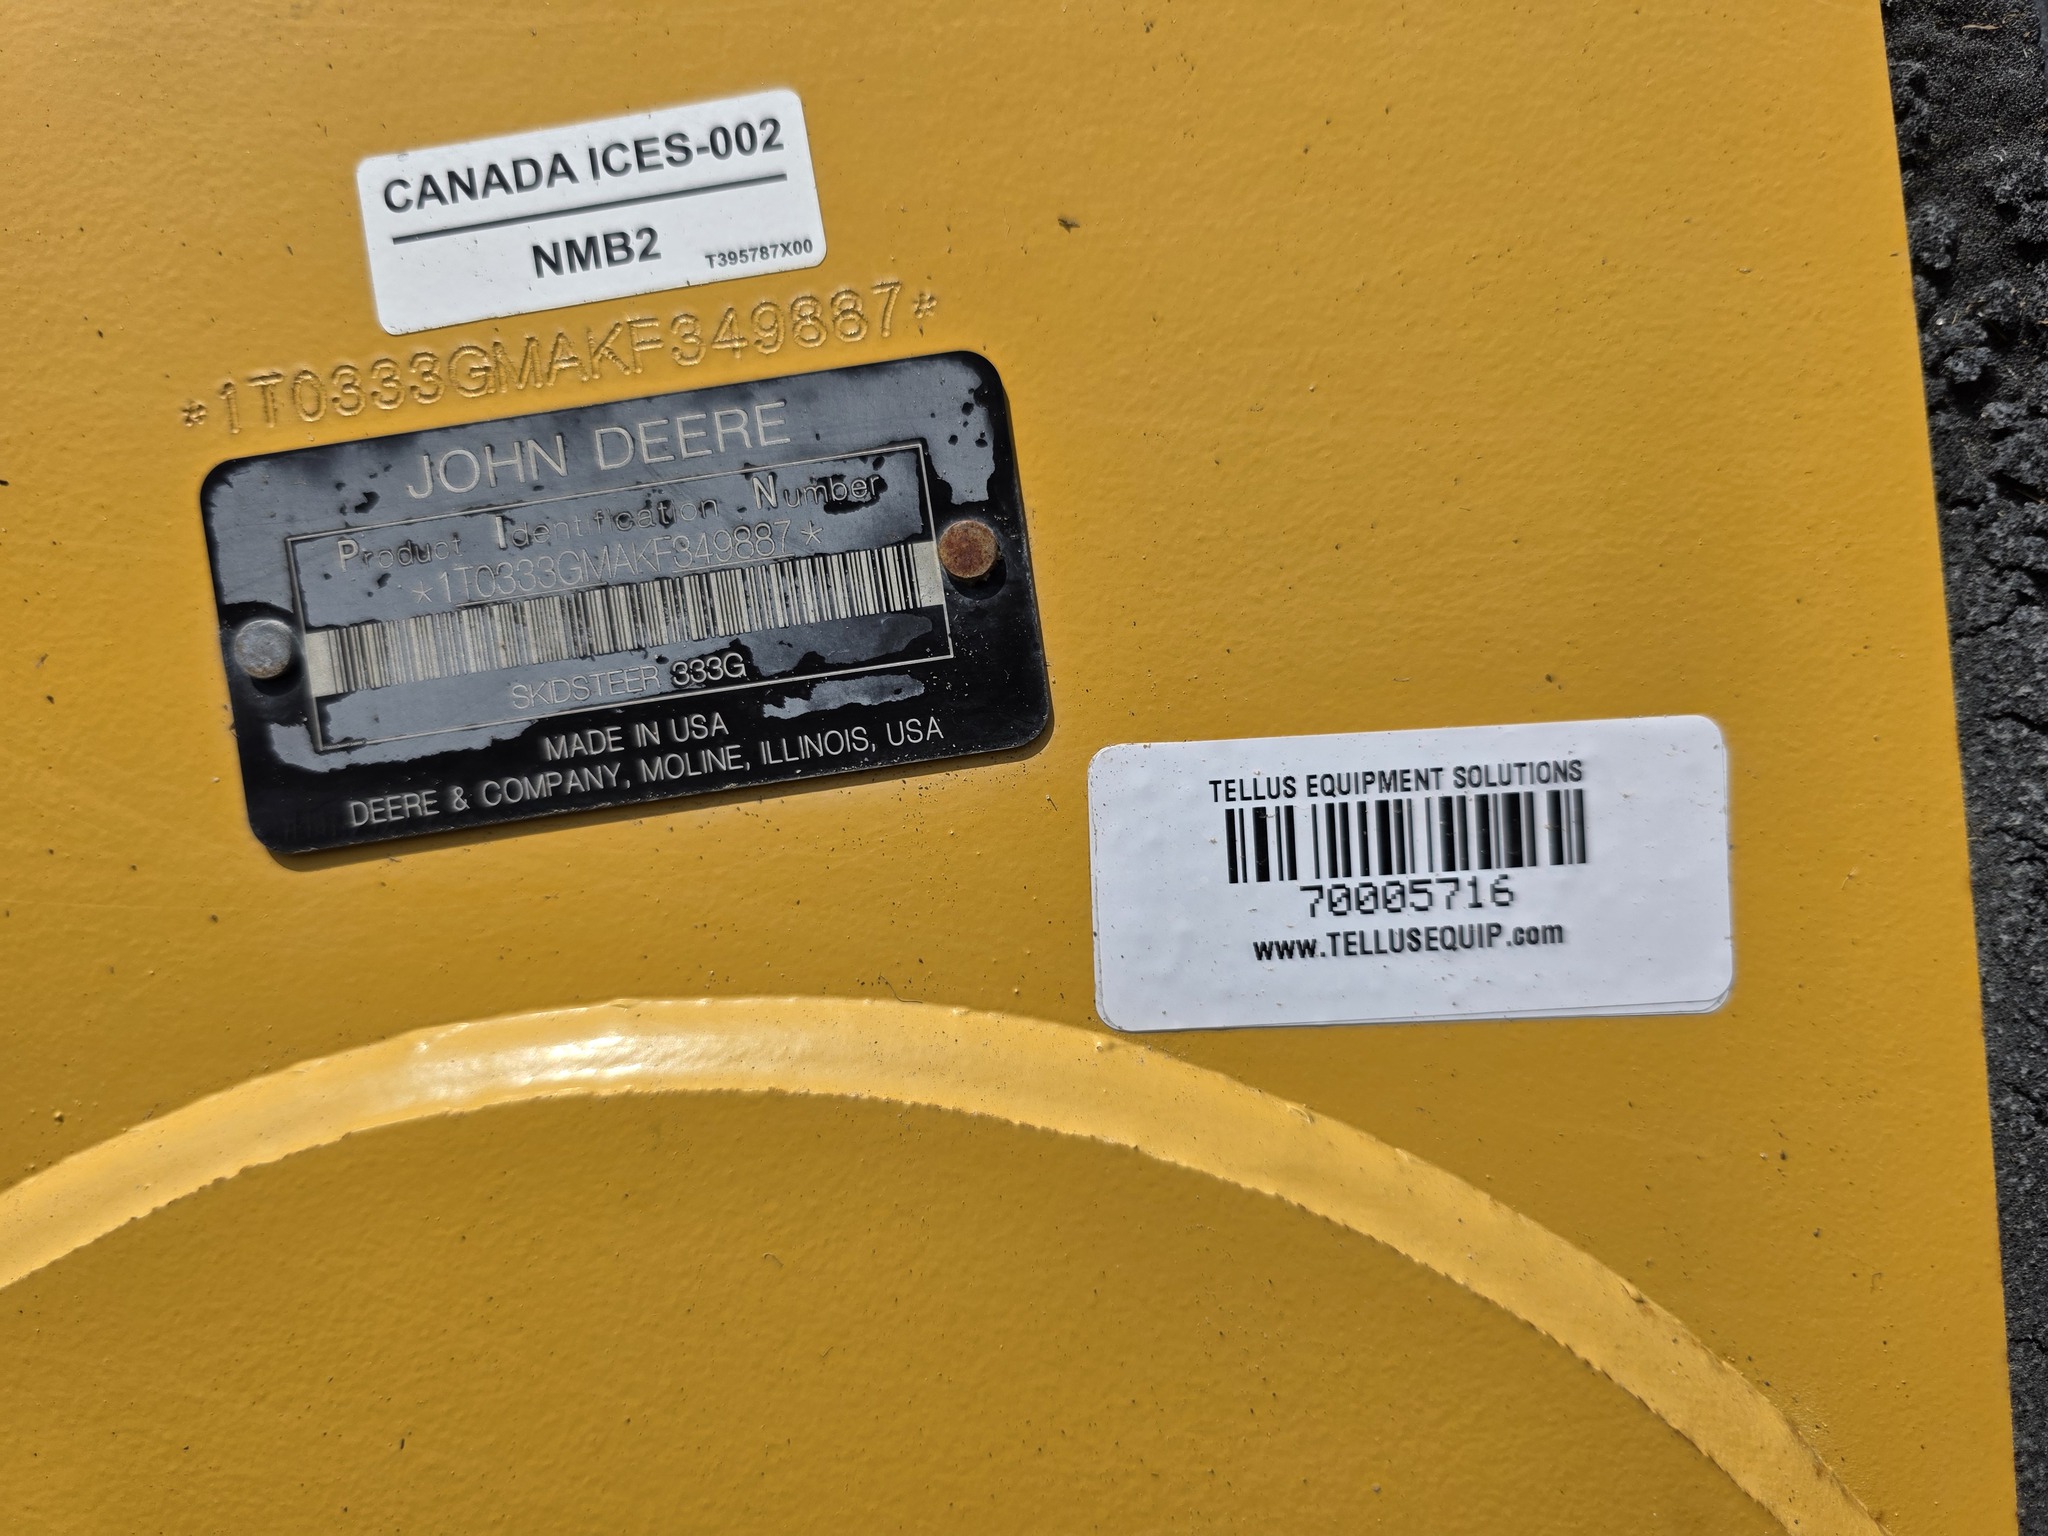 CANADA ICES-002
NMB2 T395787X00
*1T0333GMAKF349887*
JOHN DEERE
Product Identification Number
*1T0333GMAKF349887*
SKIDSTEER 333G
MADE IN USA
DEERE & COMPANY, MOLINE, ILLINOIS, USA
TELLUS EQUIPMENT SOLUTIONS
70005716
www.TELLUSEQUIP.com